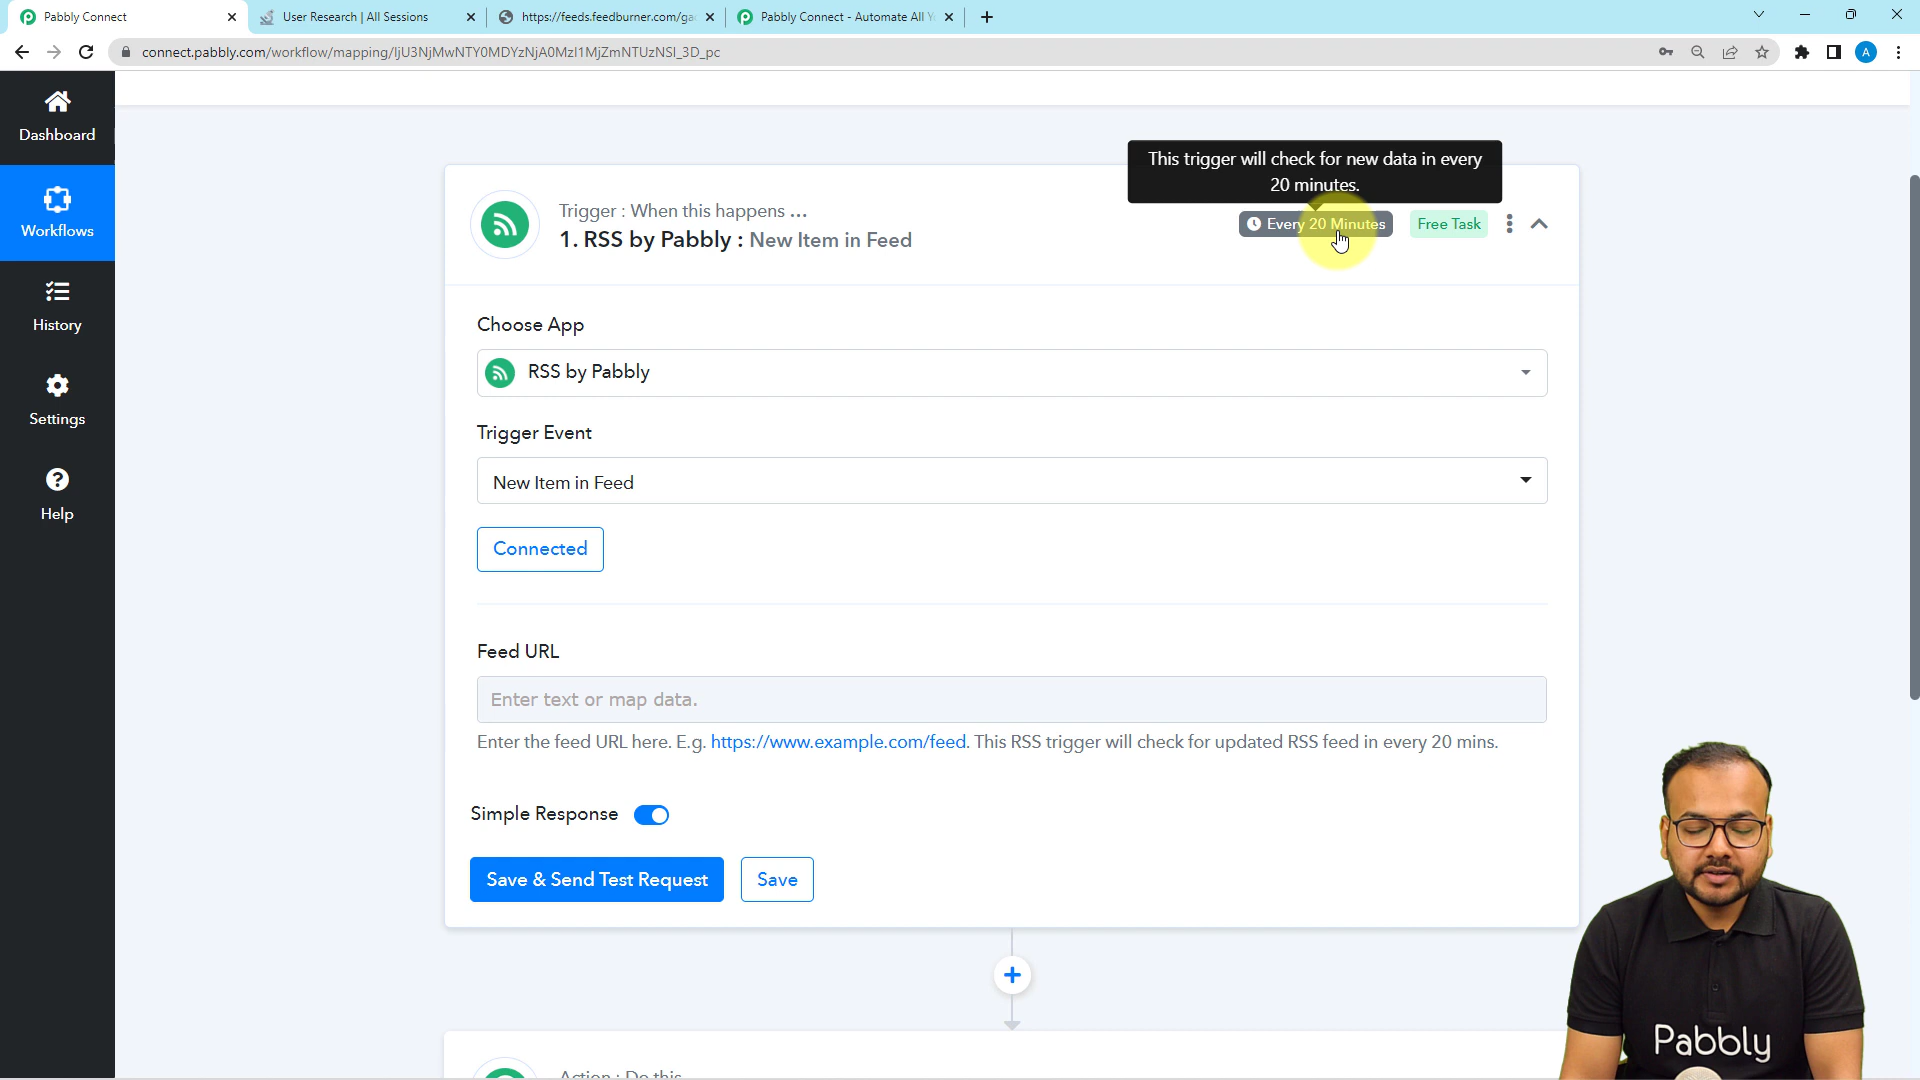 Pabbly Connect
User Research | All Sessions
https://feeds.feedburner.com/ga
Pabbly Connect - Automate All Y
connect.pabbly.com/workflow/mapping/IjU3NjMwNTY0MDYzNjA0MzI1MjZmNTUzNSI_3D_pc
A
Dashboard
Workflows
History
Settings
Help
This trigger will check for new data in every
20 minutes.
Trigger : When this happens ...
1. RSS by Pabbly : New Item in Feed
Every 20 Minutes
Free Task
Choose App
RSS by Pabbly
Trigger Event
New Item in Feed
Connected
Feed URL
Enter text or map data.
Enter the feed URL here. E.g. https://www.example.com/feed. This RSS trigger will check for updated RSS feed in every 20 mins.
Simple Response
Save & Send Test Request
Save
Action : Do this
Pabbly